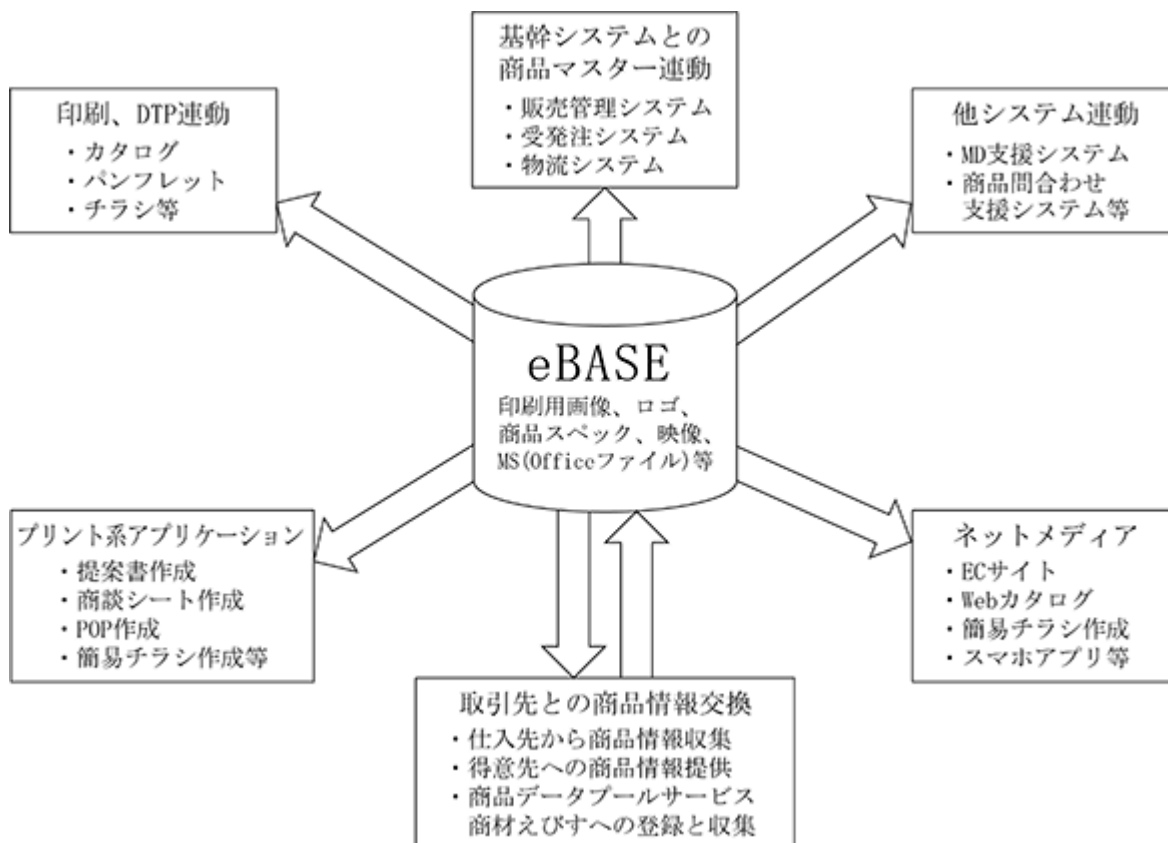 基幹システムとの
商品マスター連動
・販売管理システム
・受発注システム
・物流システム
印刷、DTP連動
・カタログ
・パンフレット
・チラシ等
他システム連動
・MD支援システム
・商品問合わせ
支援システム等
eBASE
印刷用画像、ロゴ、
商品スペック、映像、
MS(Officeファイル)等
プリント系アプリケーション
・提案書作成
・商談シート作成
・POP作成
・簡易チラシ作成等
ネットメディア
・ECサイト
・Webカタログ
・簡易チラシ作成
・スマホアプリ等
取引先との商品情報交換
・仕入先から商品情報収集
・得意先への商品情報提供
・商品データプールサービス
商材えびすへの登録と収集